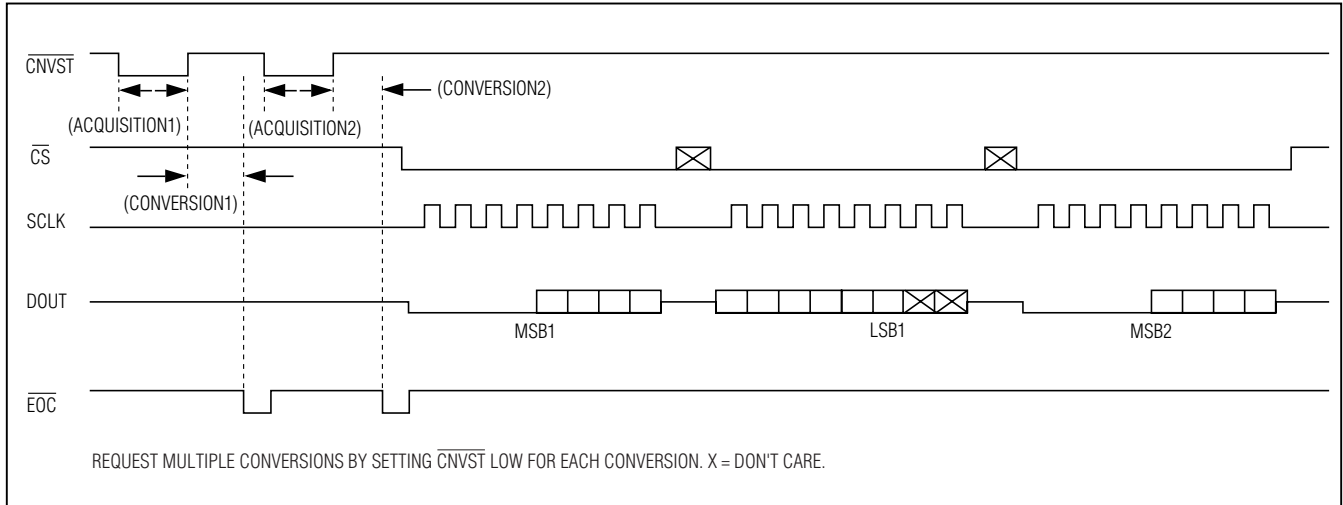 CNVST
(CONVERSION2)
(ACQUISITION1)
(ACQUISITION2)
CS
(CONVERSION1)
SCLK
DOUT
MSB1
LSB1
MSB2
EOC
REQUEST MULTIPLE CONVERSIONS BY SETTING CNVST LOW FOR EACH CONVERSION. X = DON'T CARE.